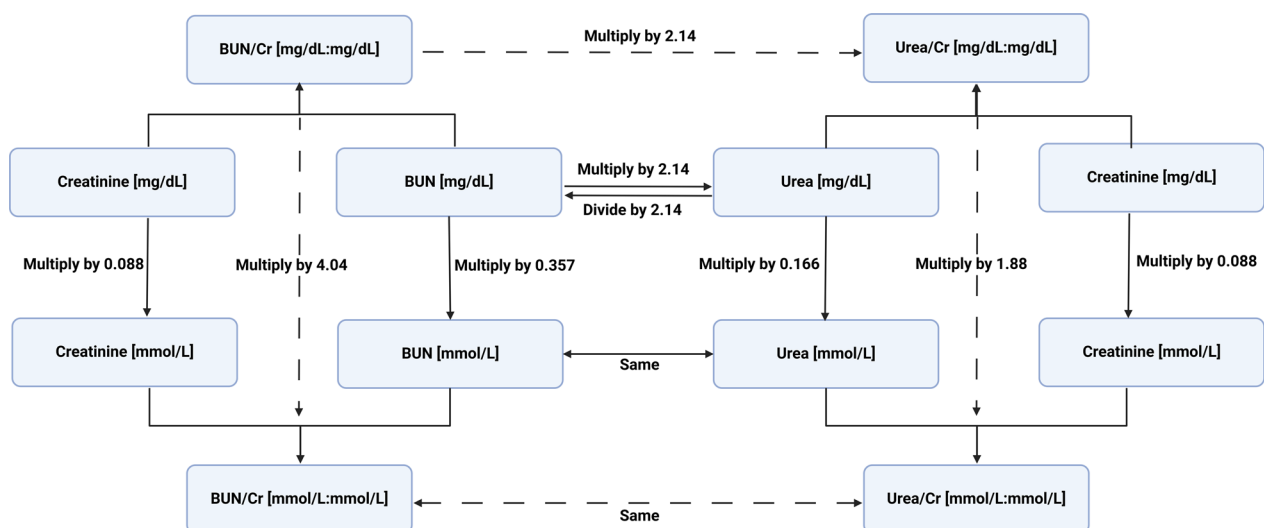 BUN/Cr [mg/dL:mg/dL]
Multiply by 2.14
Urea/Cr [mg/dL:mg/dL]
Creatinine [mg/dL]
BUN [mg/dL]
Multiply by 2.14
Divide by 2.14
Urea [mg/dL]
Creatinine [mg/dL]
Multiply by 0.088
Multiply by 4.04
Multiply by 0.357
Multiply by 0.166
Multiply by 1.88
Multiply by 0.088
Creatinine [mmol/L]
BUN [mmol/L]
Same
Urea [mmol/L]
Creatinine [mmol/L]
BUN/Cr [mmol/L:mmol/L]
Same
Urea/Cr [mmol/L:mmol/L]